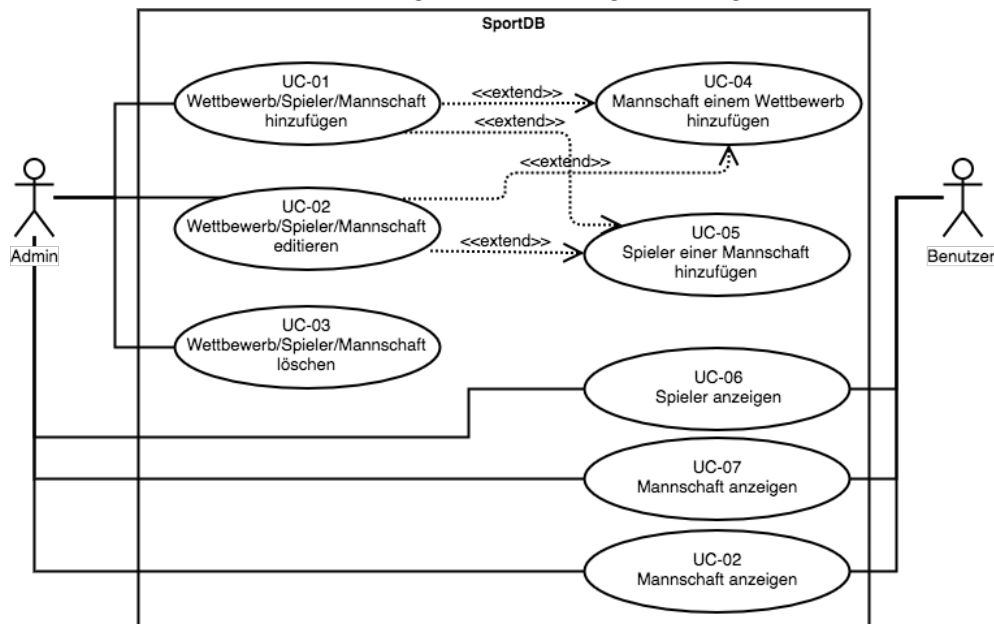 SportDB
UC-01
Wettbewerb/Spieler/Mannschaft
hinzufügen
<<extend>>
<<extend>>
UC-04
Mannschaft einem Wettbewerb
hinzufügen
<<extend>>
UC-02
Wettbewerb/Spieler/Mannschaft
editieren
<<extend>>
UC-05
Spieler einer Mannschaft
hinzufügen
Admin
Benutzer
UC-03
Wettbewerb/Spieler/Mannschaft
löschen
UC-06
Spieler anzeigen
UC-07
Mannschaft anzeigen
UC-02
Mannschaft anzeigen